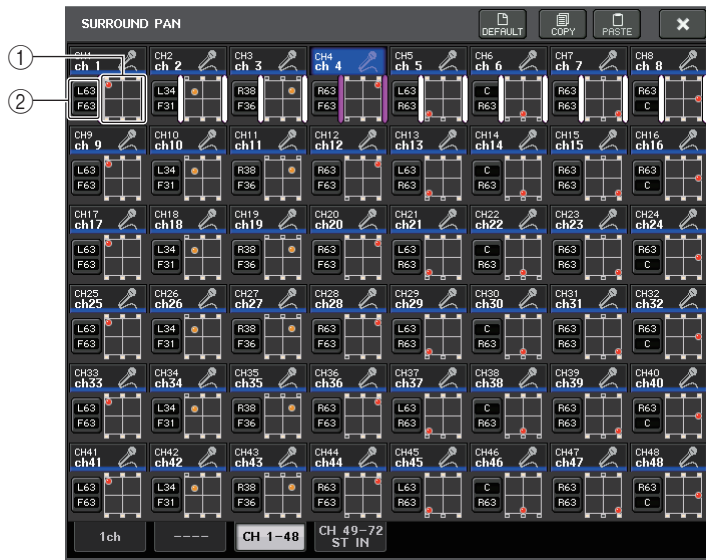 SURROUND PAN
DEFAULT COPY PASTE
① ②
CH1 CH2 CH3 CH4 CH5 CH6 CH7 CH8
ch 1 ch 2 ch 3 ch 4 ch 5 ch 6 ch 7 ch 8
L63 L34 R38 R63 L63 C R63 R63
F63 F31 F36 F63 R63 R63 R63 C
CH9 CH10 CH11 CH12 CH13 CH14 CH15 CH16
ch 9 ch10 ch11 ch12 ch13 ch14 ch15 ch16
L63 L34 R38 R63 L63 C R63 R63
F63 F31 F36 F63 R63 R63 R63 C
CH17 CH18 CH19 CH20 CH21 CH22 CH23 CH24
ch17 ch18 ch19 ch20 ch21 ch22 ch23 ch24
L63 L34 R38 R63 L63 C R63 R63
F63 F31 F36 F63 R63 R63 R63 C
CH25 CH26 CH27 CH28 CH29 CH30 CH31 CH32
ch25 ch26 ch27 ch28 ch29 ch30 ch31 ch32
L63 L34 R38 R63 L63 C R63 R63
F63 F31 F36 F63 R63 R63 R63 C
CH33 CH34 CH35 CH36 CH37 CH38 CH39 CH40
ch33 ch34 ch35 ch36 ch37 ch38 ch39 ch40
L63 L34 R38 R63 L63 C R63 R63
F63 F31 F36 F63 R63 R63 R63 C
CH41 CH42 CH43 CH44 CH45 CH46 CH47 CH48
ch41 ch42 ch43 ch44 ch45 ch46 ch47 ch48
L63 L34 R38 R63 L63 C R63 R63
F63 F31 F36 F63 R63 R63 R63 C
1ch ---- CH 1-48 CH 49-72
ST IN